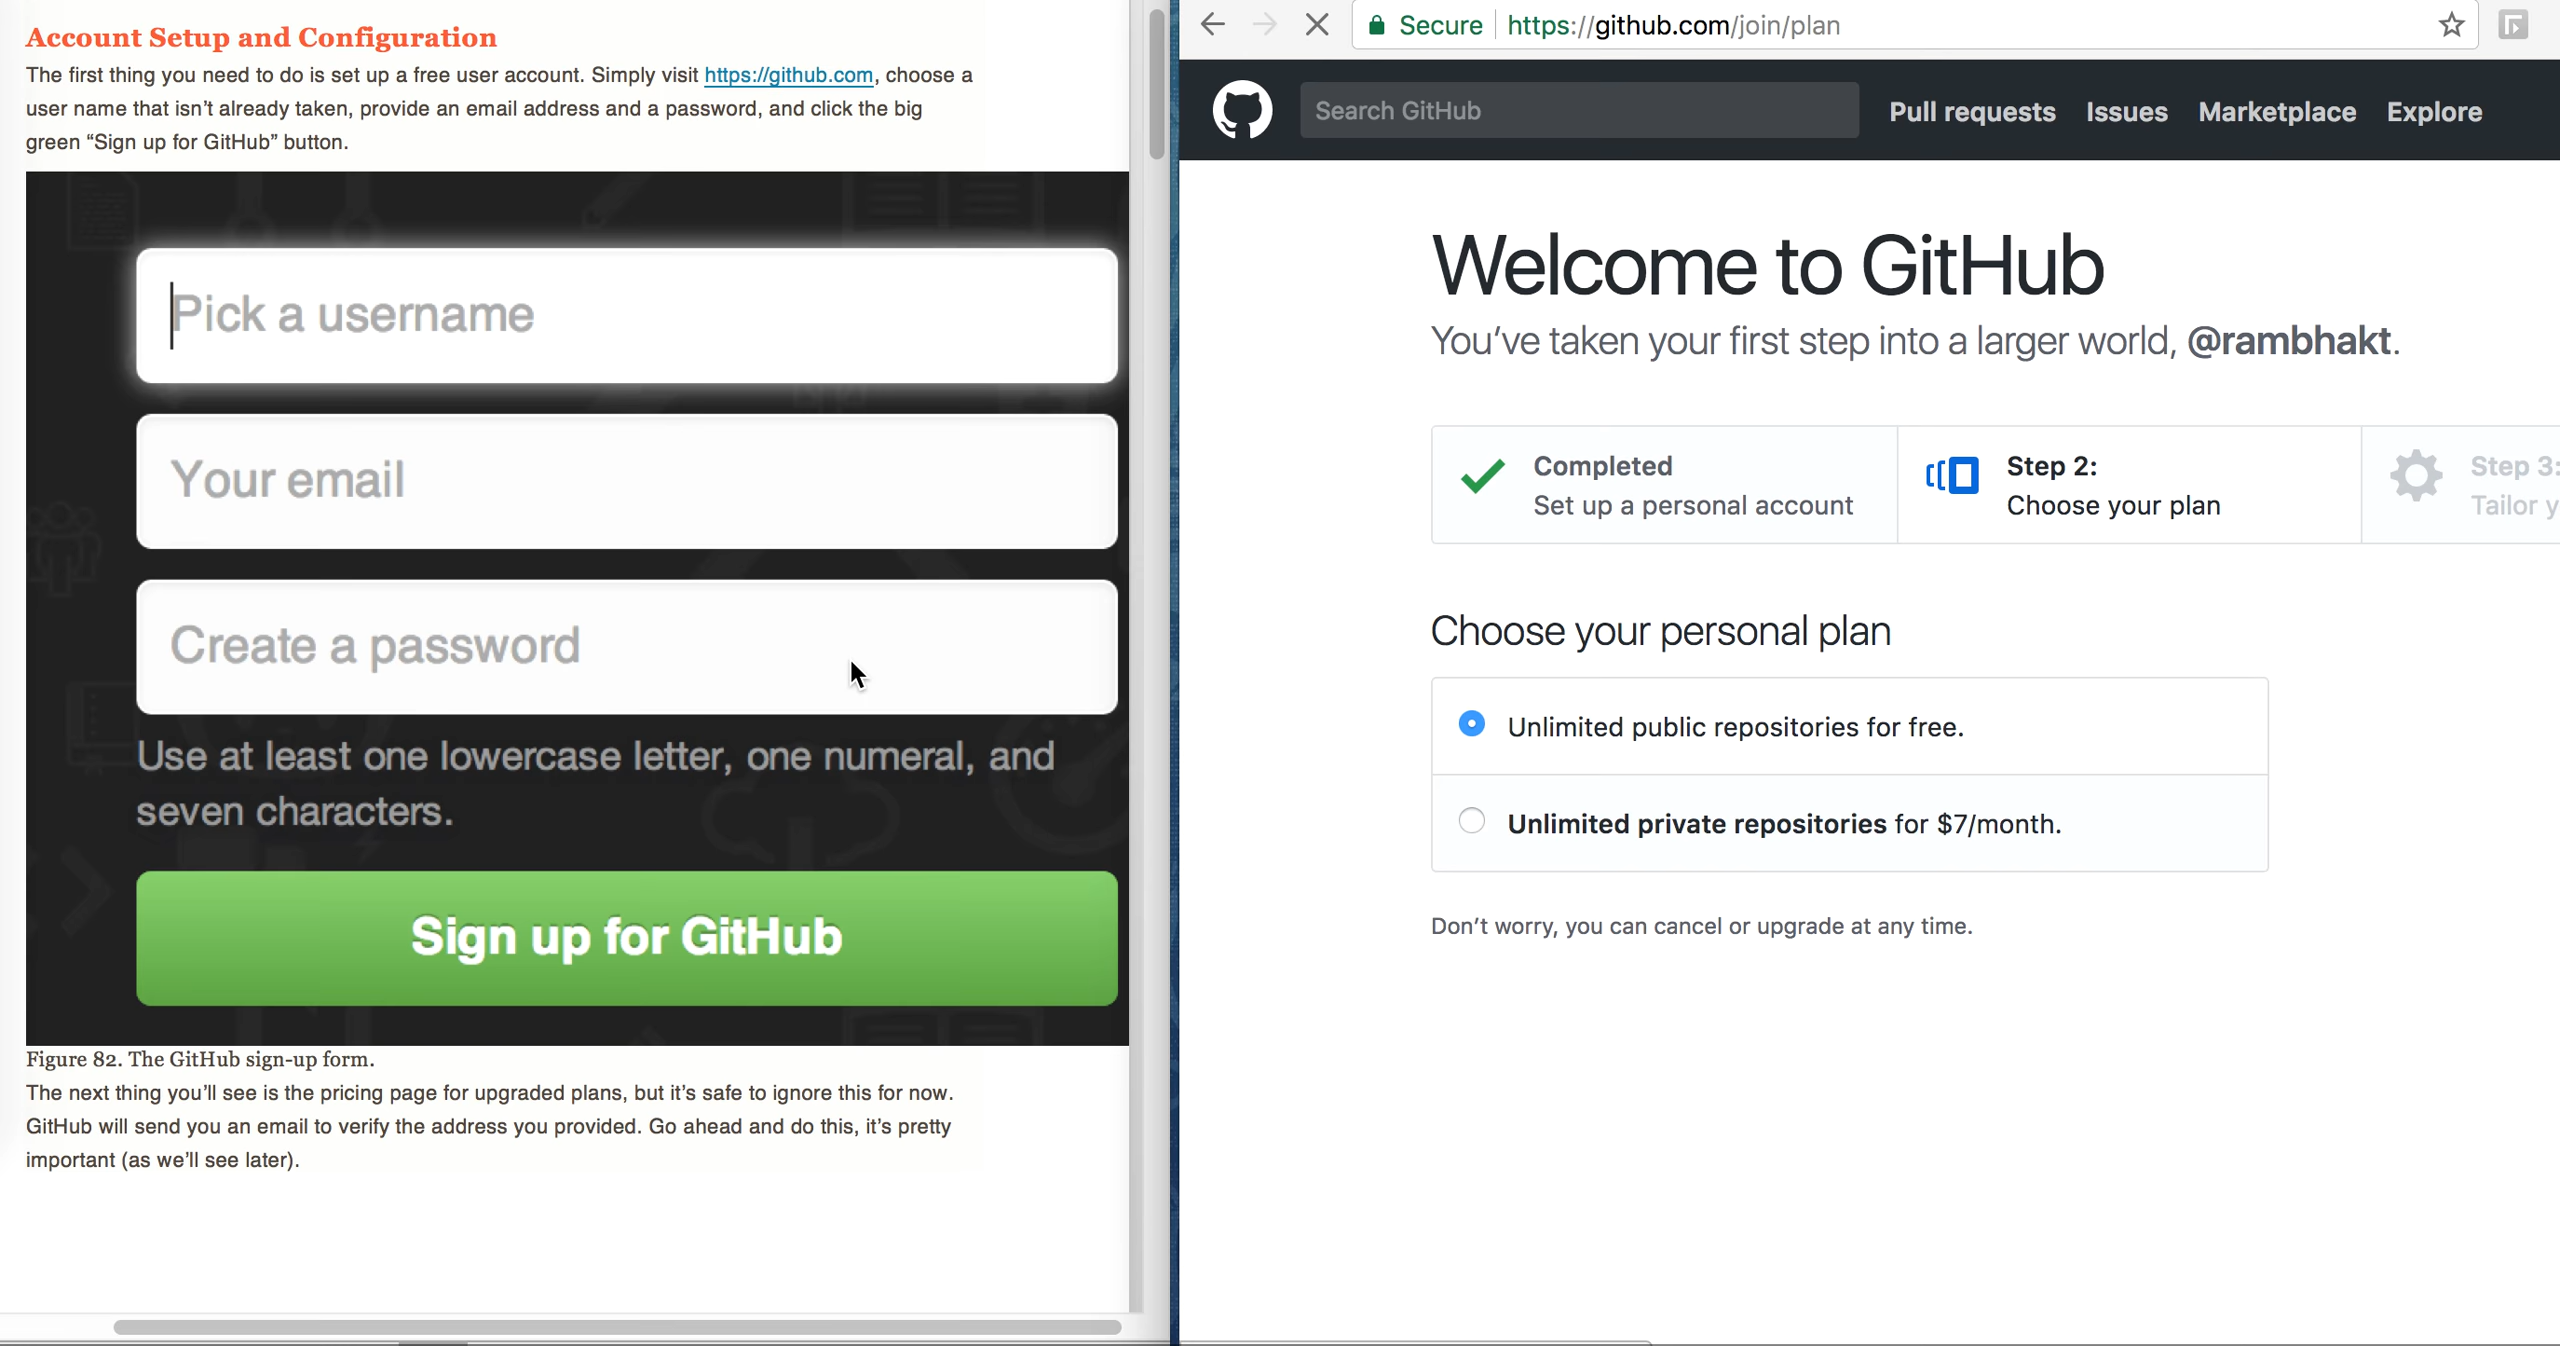 Account Setup and Configuration
The first thing you need to do is set up a free user account. Simply visit https://github.com, choose a
user name that isn't already taken, provide an email address and a password, and click the big
green “Sign up for GitHub” button.
Pick a username
Your email
Create a password
Use at least one lowercase letter, one numeral, and
seven characters.
Sign up for GitHub
Figure 82. The GitHub sign-up form.
The next thing you'll see is the pricing page for upgraded plans, but it's safe to ignore this for now.
GitHub will send you an email to verify the address you provided. Go ahead and do this, it's pretty
important (as we'll see later).
Secure https://github.com/join/plan
Search GitHub Pull requests Issues Marketplace Explore
Welcome to GitHub
You've taken your first step into a larger world, @rambhakt.
Completed
Set up a personal account
Step 2:
Choose your plan
Step 3:
Tailor y
Choose your personal plan
Unlimited public repositories for free.
Unlimited private repositories for $7/month.
Don't worry, you can cancel or upgrade at any time.